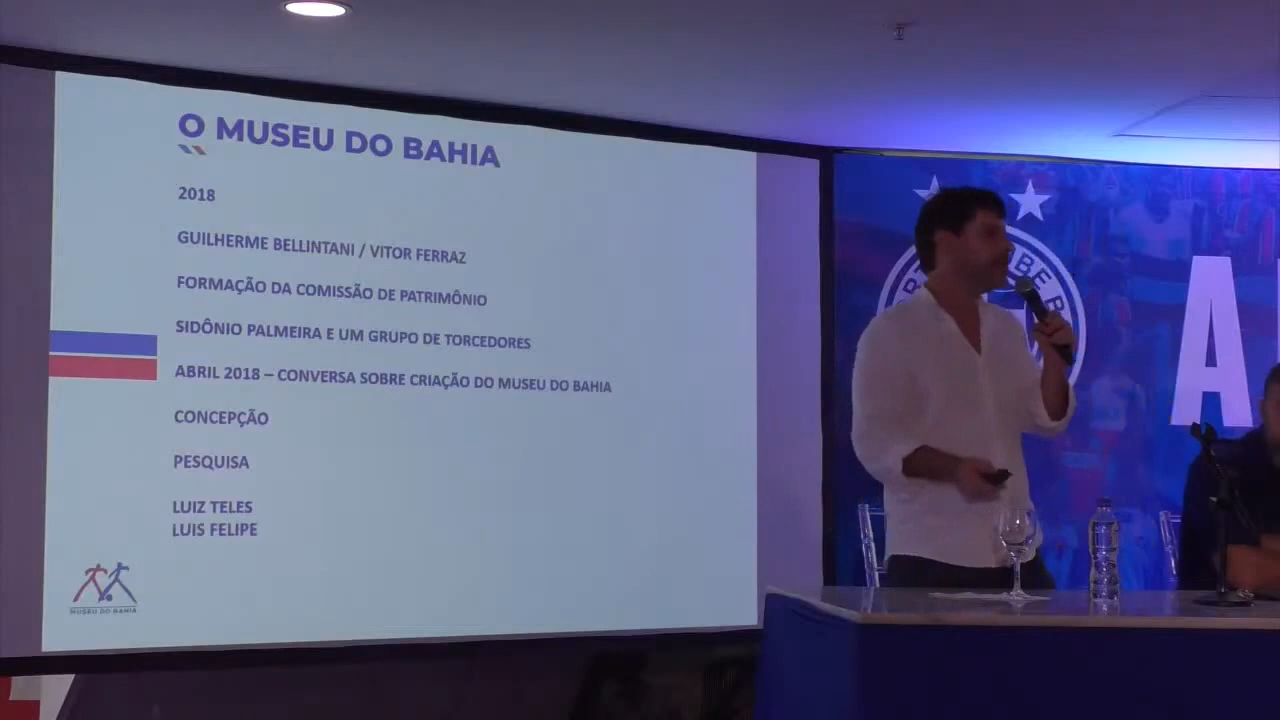 O MUSEU DO BAHIA
2018
GUILHERME BELLINTANI / VITOR FERRAZ
FORMAÇÃO DA COMISSÃO DE PATRIMÔNIO
SIDÔNIO PALMEIRA E UM GRUPO DE TORCEDORES
ABRIL 2018 – CONVERSA SOBRE CRIAÇÃO DO MUSEU DO BAHIA
CONCEPÇÃO
PESQUISA
LUIZ TELES
LUIS FELIPE
MUSEU DO BAHIA
A